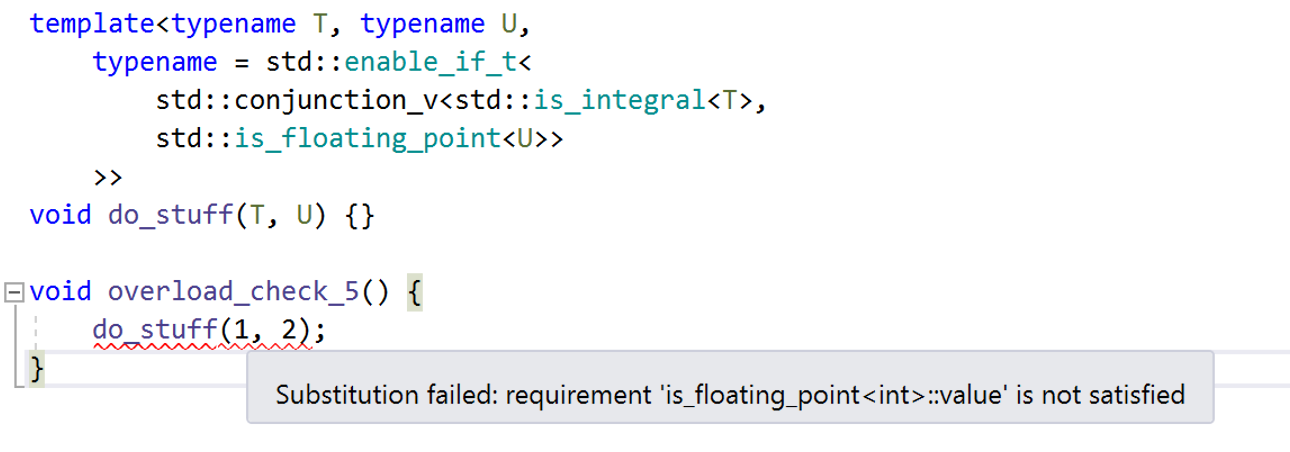 template<typename T, typename U,
    typename = std::enable_if_t<
        std::conjunction_v<std::is_integral<T>,
        std::is_floating_point<U>>
    >>
void do_stuff(T, U) {}
void overload_check_5() {
    do_stuff(1, 2);
}
Substitution failed: requirement 'is_floating_point<int>::value' is not satisfied